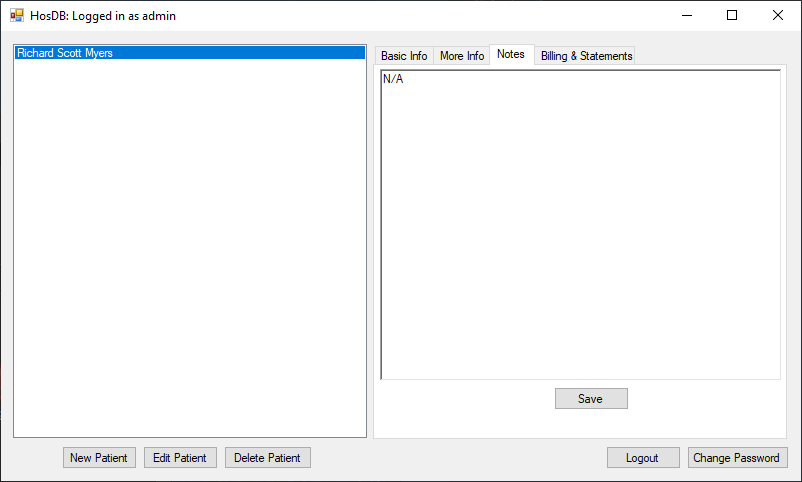 HosDB: Logged in as admin
Richard Scott Myers
Basic Info More Info Notes Billing & Statements
N/A
Save
New Patient Edit Patient Delete Patient Logout Change Password